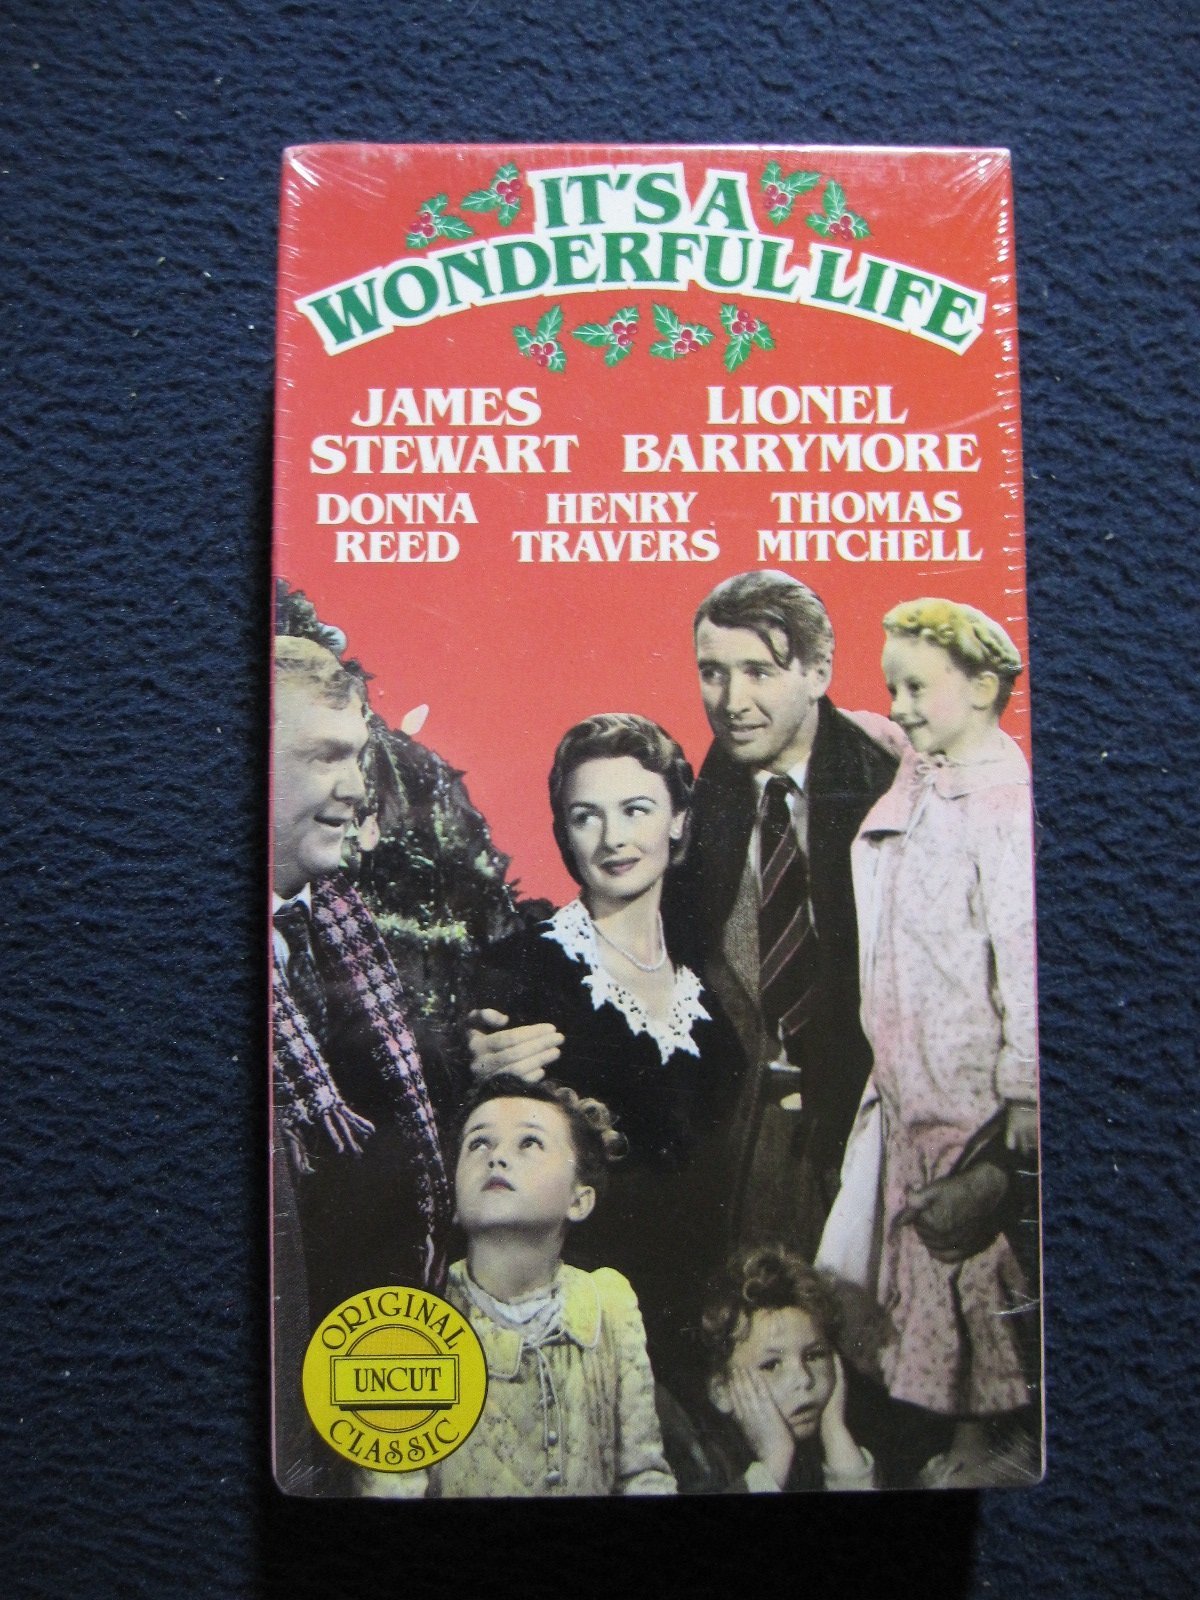 IT'S A
WONDERFUL LIFE
JAMES
STEWART
LIONEL
BARRYMORE
DONNA
REED
HENRY
TRAVERS
THOMAS
MITCHELL
ORIGINAL
UNCUT
CLASSIC